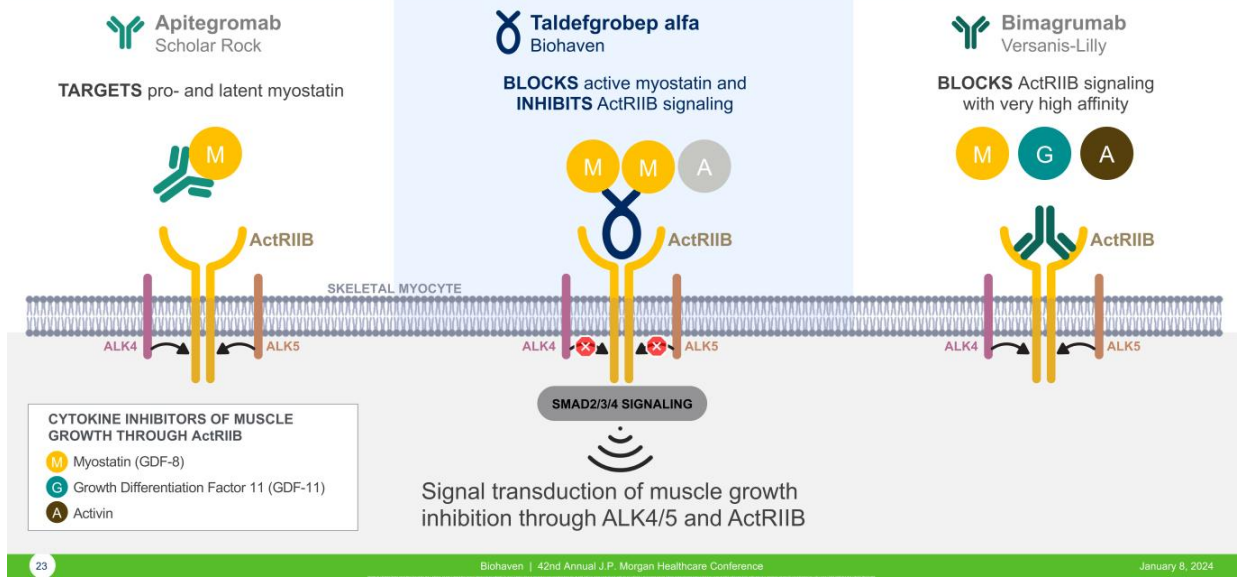 Apitegromab
Scholar Rock
TARGETS pro- and latent myostatin
M
ActRIIB
ALK4
ALK5
Taldefgrobep alfa
Biohaven
BLOCKS active myostatin and
INHIBITS ActRIIB signaling
M M A
ActRIIB
SKELETAL MYOCYTE
ALK4
ALK5
SMAD2/3/4 SIGNALING
Signal transduction of muscle growth
inhibition through ALK4/5 and ActRIIB
Bimagrumab
Versanis-Lilly
BLOCKS ActRIIB signaling
with very high affinity
M G A
ActRIIB
ALK4
ALK5
CYTOKINE INHIBITORS OF MUSCLE
GROWTH THROUGH ActRIIB
M Myostatin (GDF-8)
G Growth Differentiation Factor 11 (GDF-11)
A Activin
23
Biohaven | 42nd Annual J.P. Morgan Healthcare Conference
January 8, 2024